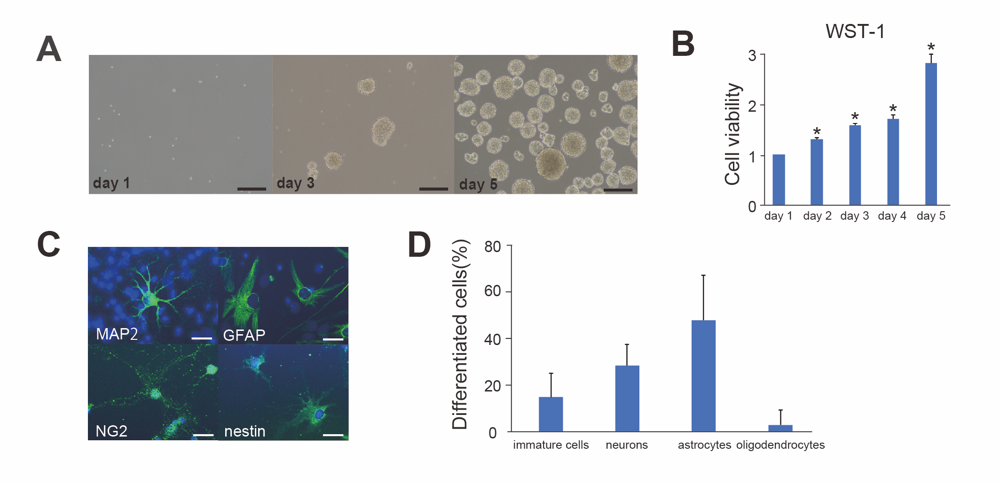 A
day 1
day 3
day 5
B
WST-1
Cell viability
3
2
1
0
*
*
*
*
day 1
day 2
day 3
day 4
day 5
C
MAP2
GFAP
NG2
nestin
D
Differentiated cells(%)
80
60
40
20
0
immature cells
neurons
astrocytes
oligodendrocytes